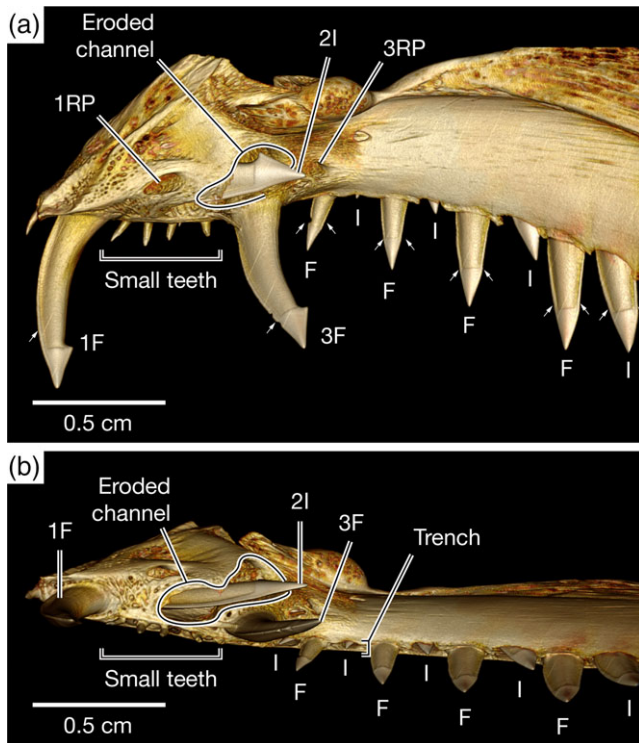 (a)
Eroded
channel
2I
3RP
1RP
Small teeth
1F
3F
F
I
F
I
F
I
F
I
0.5 cm
(b)
Eroded
channel
1F
2I
3F
Trench
Small teeth
I
F
I
F
I
F
I
F
I
0.5 cm